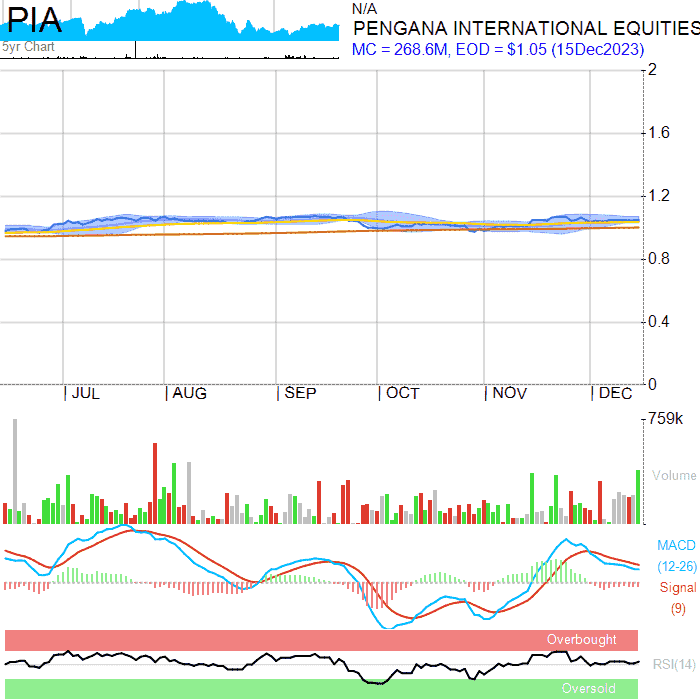 PIA
5yr Chart
N/A
PENGANA INTERNATIONAL EQUITIES
MC = 268.6M, EOD = $1.05 (15Dec2023)
2
1.6
1.2
0.8
0.4
0
JUL AUG SEP OCT NOV DEC
759k
Volume
MACD
(12-26)
Signal
(9)
Overbought
RSI(14)
Oversold